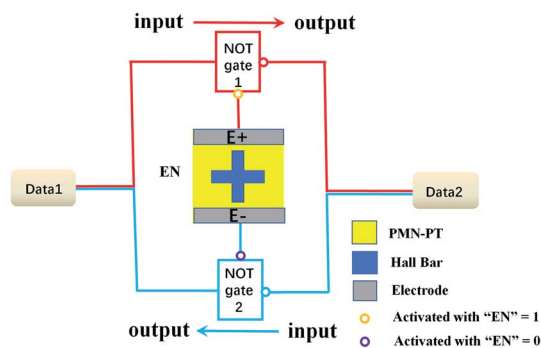 input output
NOT
gate
1
E+
EN
Data1
Data2
E-
PMN-PT
Hall Bar
Electrode
NOT
gate
2
Activated with "EN" = 1
output input
Activated with "EN" = 0